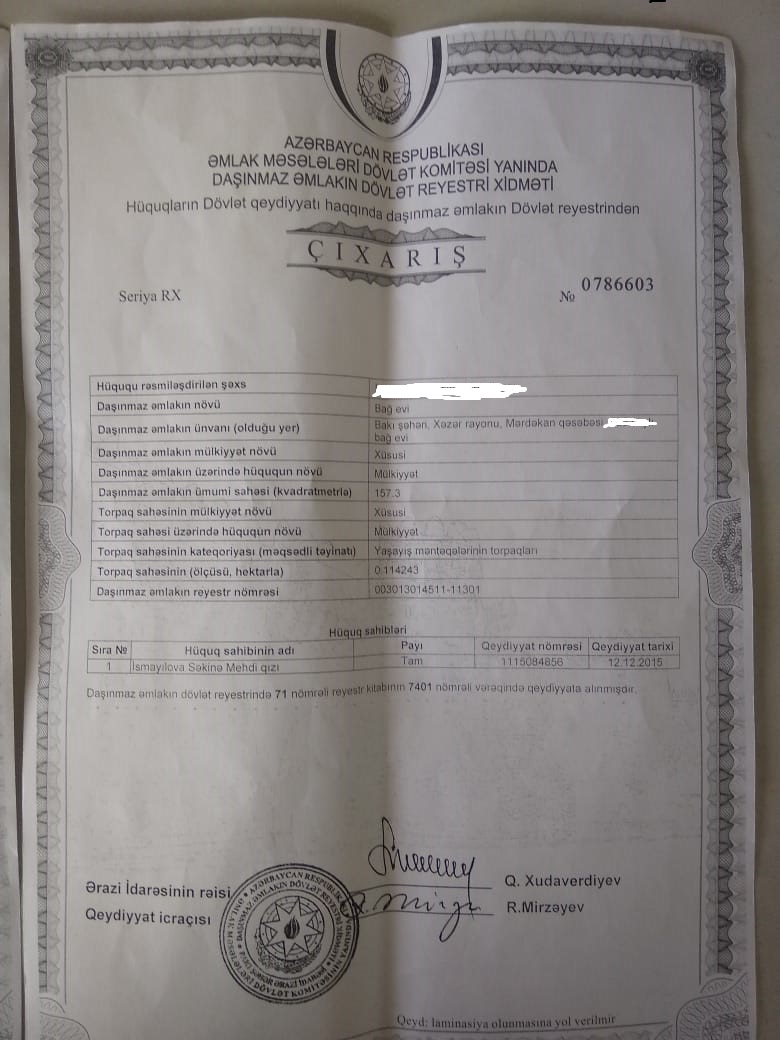 AZƏRBAYCAN RESPUBLİKASI
ƏMLAK MƏSƏLƏLƏRİ DÖVLƏT KOMİTƏSİ YANINDA
DAŞINMAZ ƏMLAKIN DÖVLƏT REYESTRİ XİDMƏTİ
Hüquqların Dövlət qeydiyyatı haqqında daşınmaz əmlakın Dövlət reyestrindən
ÇIXARIŞ
Seriya RX № 0786603
Hüququ rəsmiləşdirilən şəxs
Daşınmaz əmlakın növü Bağ evi
Daşınmaz əmlakın ünvanı (olduğu yer) Bakı şəhəri, Xəzər rayonu, Mərdəkan qəsəbəsi
bağ evi
Daşınmaz əmlakın mülkiyyət növü Xüsusi
Daşınmaz əmlakın üzərində hüququn növü Mülkiyyət
Daşınmaz əmlakın ümumi sahəsi (kvadratmetrlə) 157.3
Torpaq sahəsinin mülkiyyət növü Xüsusi
Torpaq sahəsi üzərində hüququn növü Mülkiyyət
Torpaq sahəsinin kateqoriyası (məqsədli təyinatı) Yaşayış məntəqələrinin torpaqları
Torpaq sahəsinin (ölçüsü, hektarla) 0.114243
Daşınmaz əmlakın reyestr nömrəsi 003013014511-11301
Hüquq sahibləri
Sıra № Hüquq sahibinin adı Payı Qeydiyyat nömrəsi Qeydiyyat tarixi
1 İsmayılova Səkinə Mehdi qızı Tam 1115084856 12.12.2015
Daşınmaz əmlakın dövlət reyestrində 71 nömrəli reyestr kitabının 7401 nömrəli vərəqində qeydiyyata alınmışdır.
Ərazi İdarəsinin rəisi Q. Xudaverdiyev
Qeydiyyat icraçısı R.Mirzəyev
AZƏRBAYCAN RESPUBLİKASI
Qeyd: laminasiya olunmasına yol verilmir